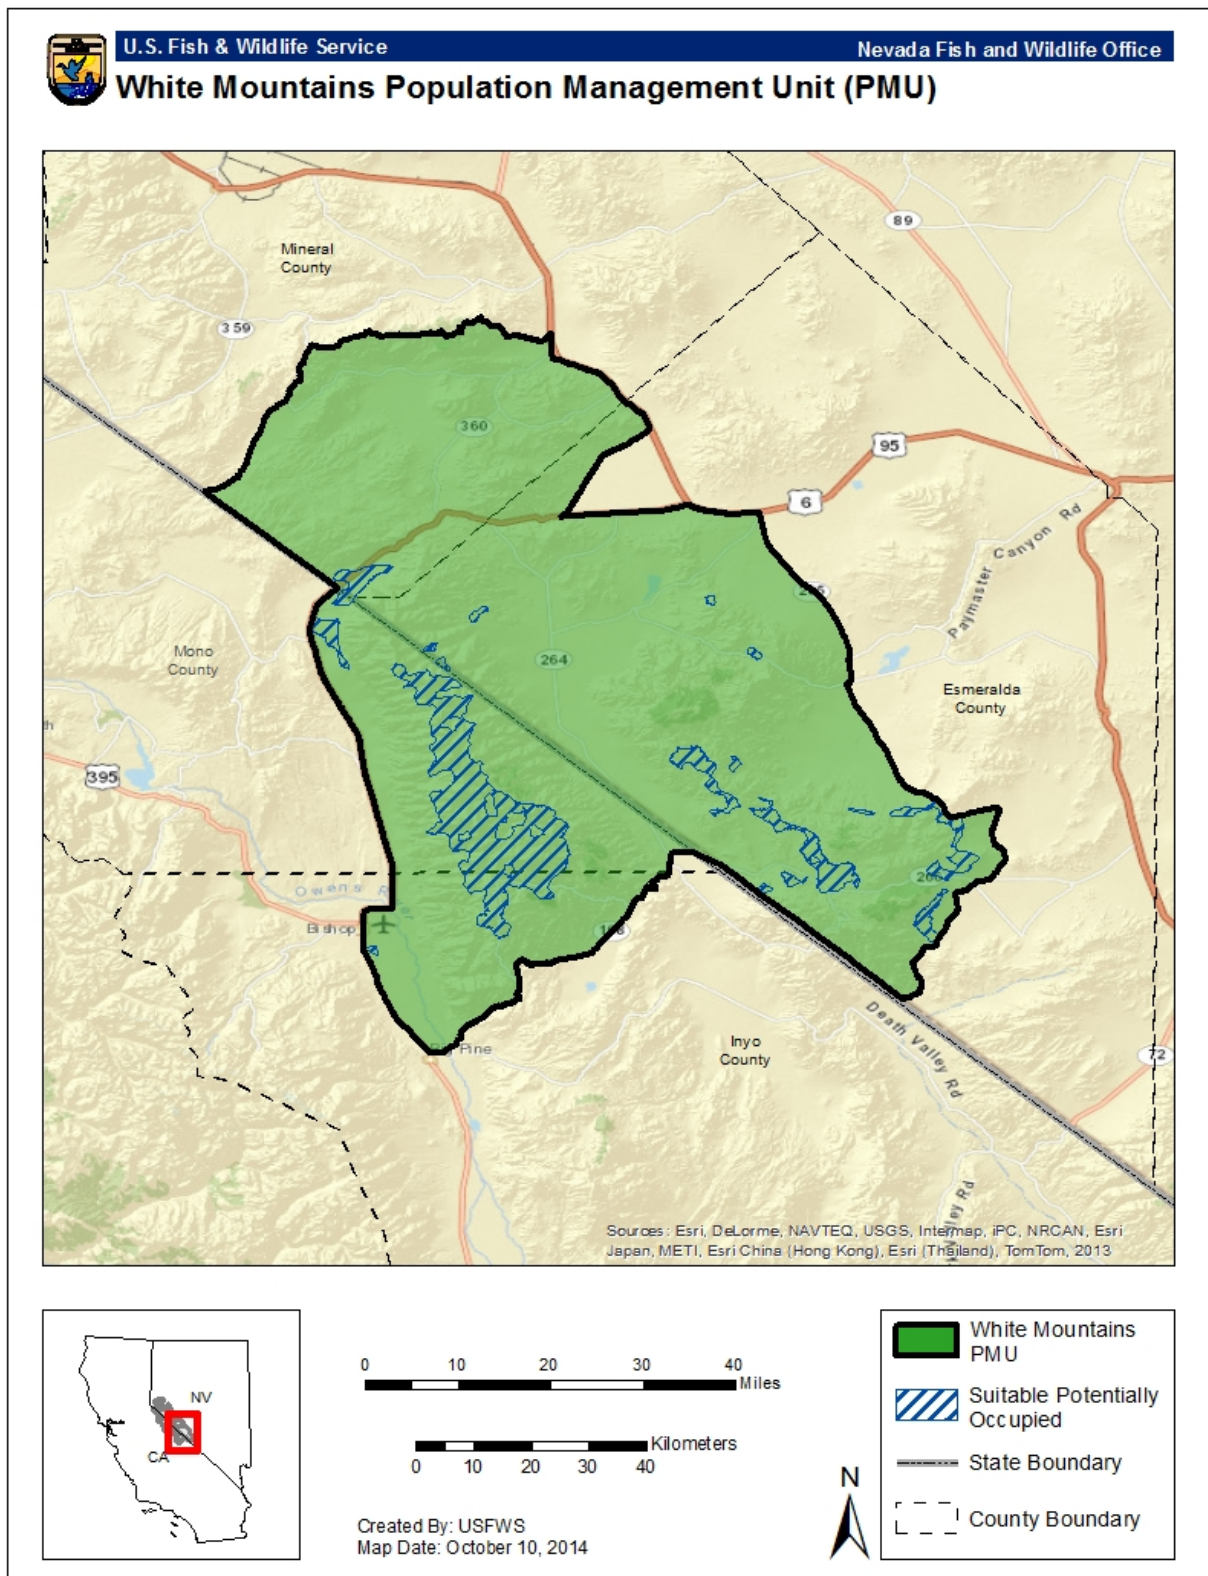 U.S. Fish & Wildlife Service
Nevada Fish and Wildlife Office
White Mountains Population Management Unit (PMU)
89
Mineral
County
359
360
95
6
Paymaster Canyon Rd
Mono
County
264
Esmeralda
County
395
Owens R
Bishop
Big Pine
Inyo
County
Death Valley Rd
72
Valley Rd
Sources: Esri, DeLorme, NAVTEQ, USGS, Intermap, iPC, NRCAN, Esri
Japan, METI, Esri China (Hong Kong), Esri (Thailand), TomTom, 2013
NV
CA
0 10 20 30 40
Miles
Kilometers
0 10 20 30 40
Created By: USFWS
Map Date: October 10, 2014
N
White Mountains
PMU
Suitable Potentially
Occupied
State Boundary
County Boundary